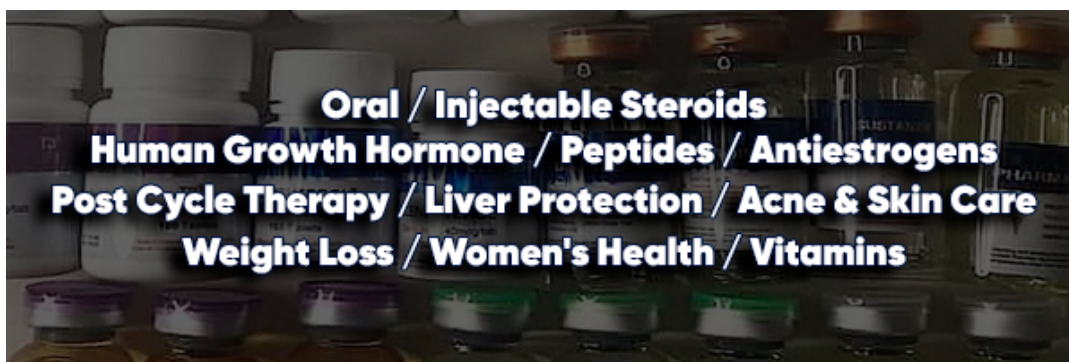 Oral / Injectable Steroids
Human Growth Hormone / Peptides / Antiestrogens
Post Cycle Therapy / Liver Protection / Acne & Skin Care
Weight Loss / Women's Health / Vitamins